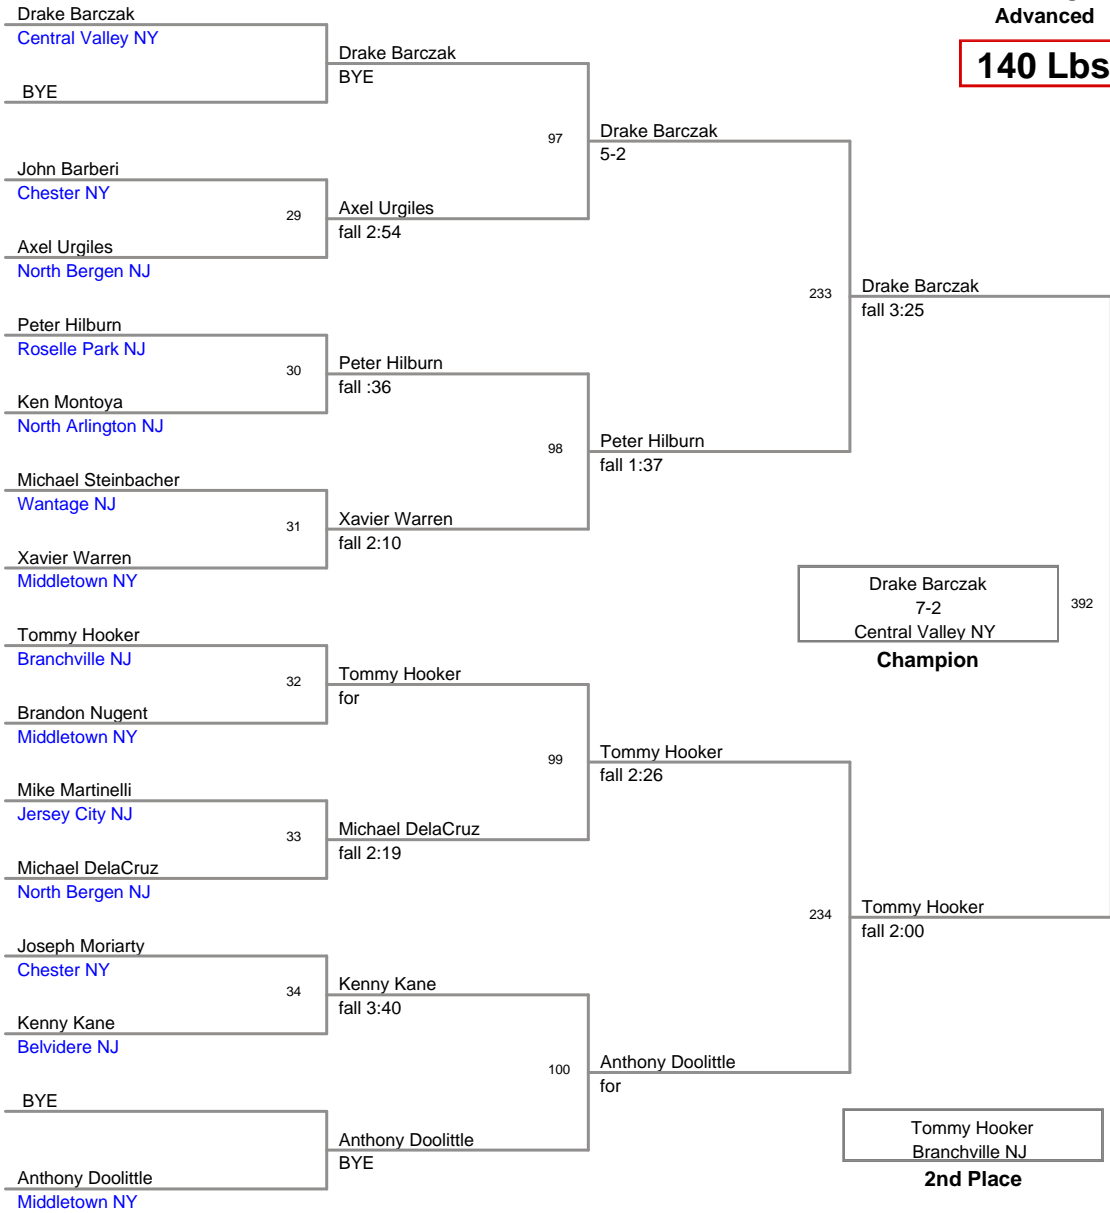 Advanced
140 Lbs
Drake Barczak
Central Valley NY
BYE
John Barberi
Chester NY
29
Axel Urgiles
North Bergen NJ
Peter Hilburn
Roselle Park NJ
30
Ken Montoya
North Arlington NJ
Michael Steinbacher
Wantage NJ
31
Xavier Warren
Middletown NY
Tommy Hooker
Branchville NJ
32
Brandon Nugent
Middletown NY
Mike Martinelli
Jersey City NJ
33
Michael DelaCruz
North Bergen NJ
Joseph Moriarty
Chester NY
34
Kenny Kane
Belvidere NJ
BYE
Anthony Doolittle
Middletown NY
Drake Barczak
BYE
97
Axel Urgiles
fall 2:54
Peter Hilburn
fall :36
98
Xavier Warren
fall 2:10
Tommy Hooker
for
99
Michael DelaCruz
fall 2:19
Kenny Kane
fall 3:40
100
Anthony Doolittle
BYE
Drake Barczak
5-2
233
Peter Hilburn
fall 1:37
Tommy Hooker
fall 2:26
234
Anthony Doolittle
for
Drake Barczak
fall 3:25
Tommy Hooker
fall 2:00
392
Drake Barczak
7-2
Central Valley NY
Champion
Tommy Hooker
Branchville NJ
2nd Place